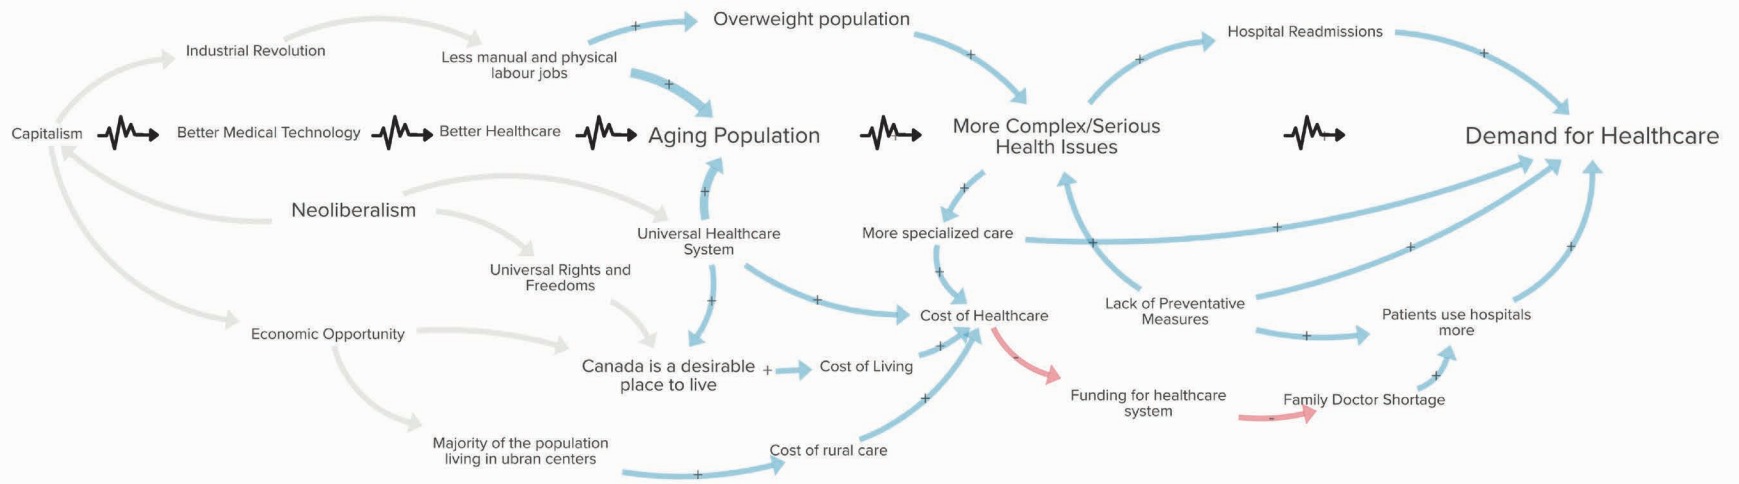 Overweight population
Industrial Revolution
Hospital Readmissions
Less manual and physical
labour jobs
Capitalism
Better Medical Technology
Better Healthcare
Aging Population
More Complex/Serious
Health Issues
Demand for Healthcare
Neoliberalism
Universal Healthcare
System
More specialized care
Universal Rights and
Freedoms
Lack of Preventative
Measures
Cost of Healthcare
Patients use hospitals
more
Economic Opportunity
Canada is a desirable
place to live
Cost of Living
Funding for healthcare
system
Family Doctor Shortage
Majority of the population
living in ubran centers
Cost of rural care